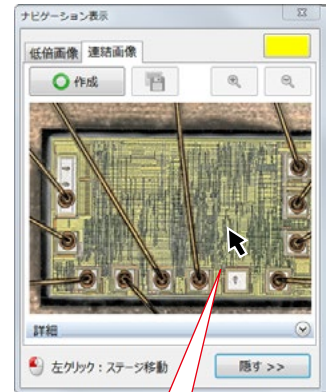 ナビゲーション表示
低倍画像 連結画像
作成
詳細
左クリック：ステージ移動
隠す >>